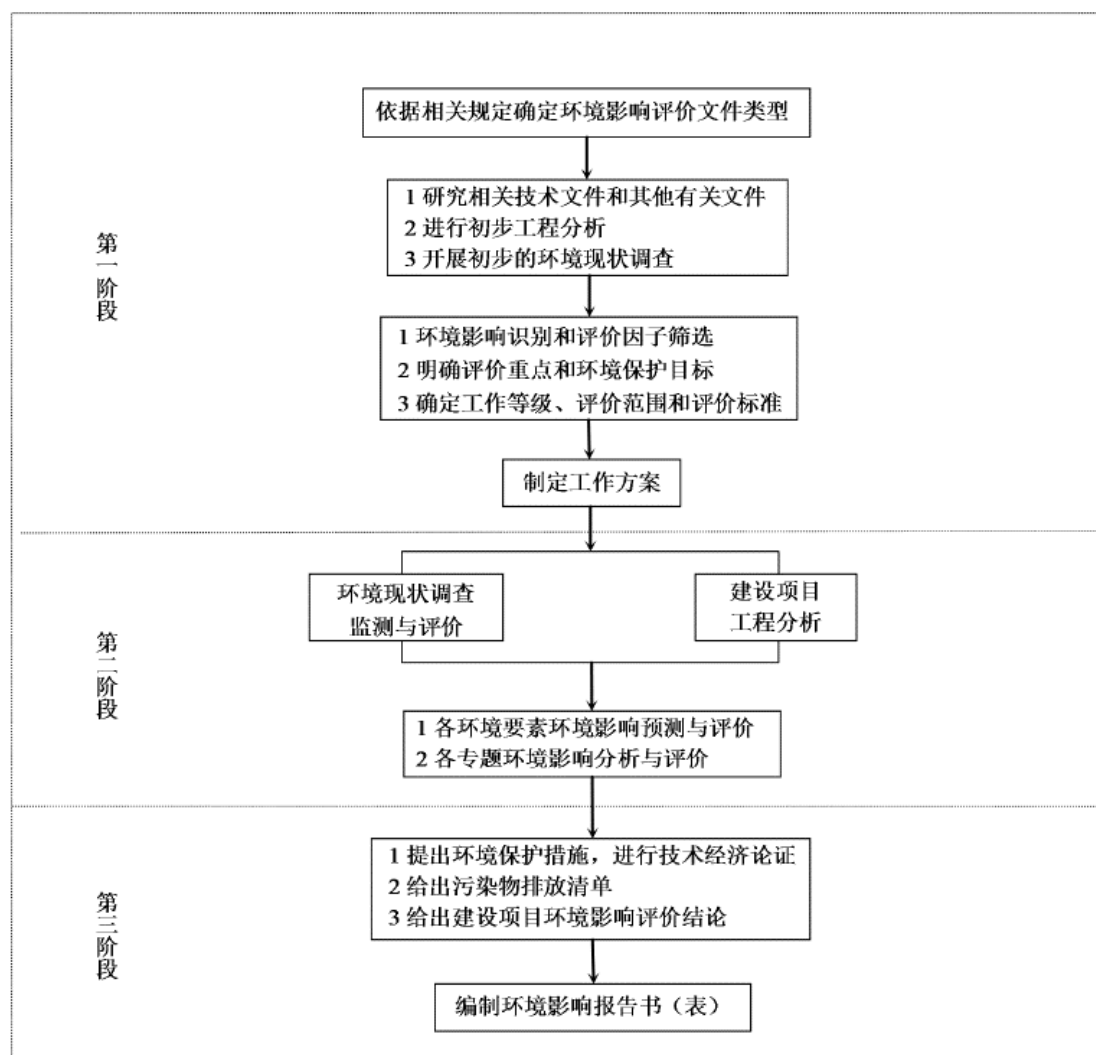 依据相关规定确定环境影响评价文件类型
1 研究相关技术文件和其他有关文件
2 进行初步工程分析
3 开展初步的环境现状调查
第一阶段
1 环境影响识别和评价因子筛选
2 明确评价重点和环境保护目标
3 确定工作等级、评价范围和评价标准
制定工作方案
环境现状调查
监测与评价
建设项目
工程分析
第二阶段
1 各环境要素环境影响预测与评价
2 各专题环境影响分析与评价
1 提出环境保护措施，进行技术经济论证
2 给出污染物排放清单
3 给出建设项目环境影响评价结论
第三阶段
编制环境影响报告书（表）